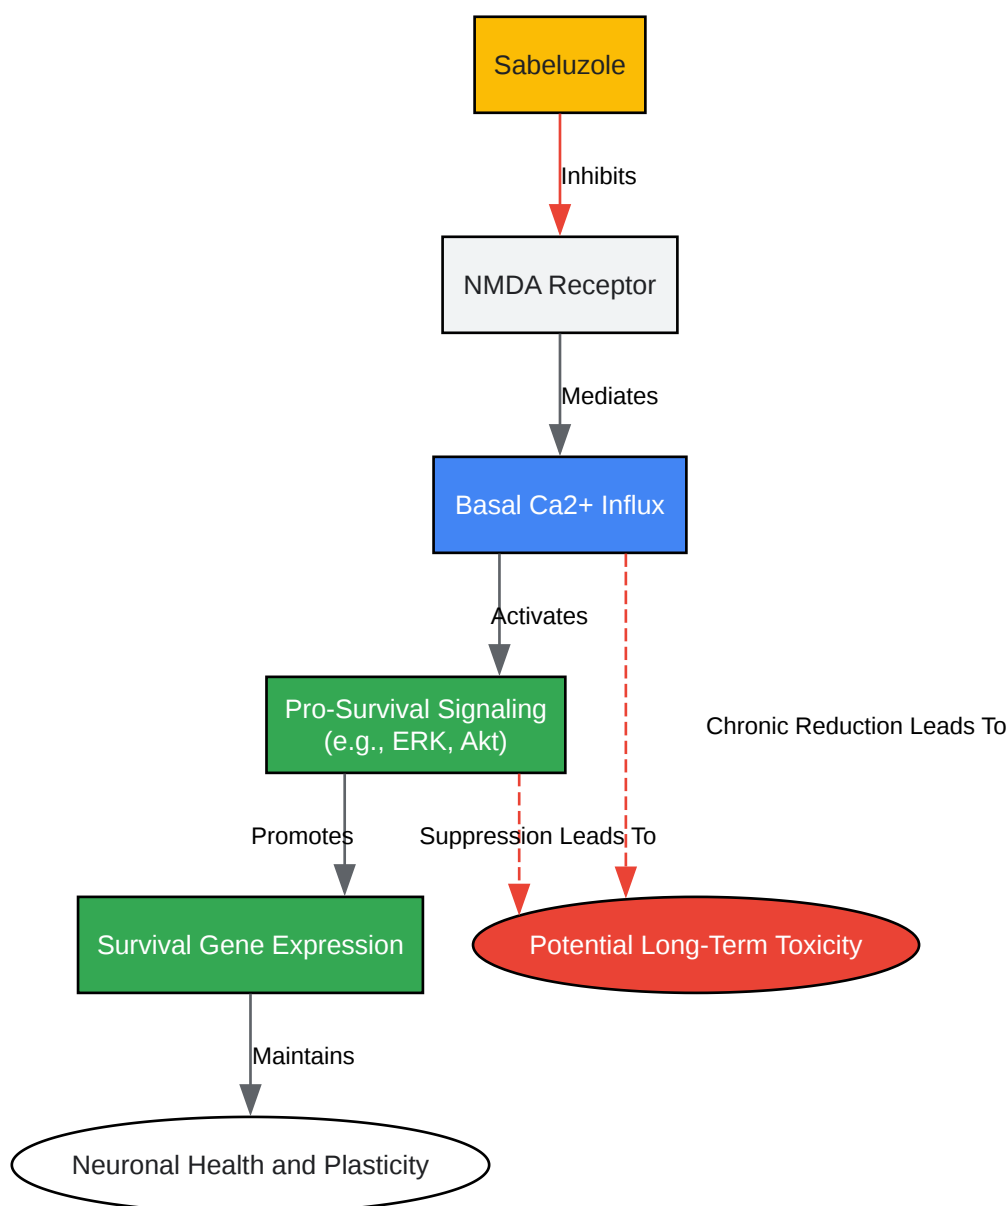 Sabeluzole
Inhibits
NMDA Receptor
Mediates
Basal Ca2+ Influx
Activates
Pro-Survival Signaling
(e.g., ERK, Akt)
Chronic Reduction Leads To
Promotes
Suppression Leads To
Survival Gene Expression
Potential Long-Term Toxicity
Maintains
Neuronal Health and Plasticity